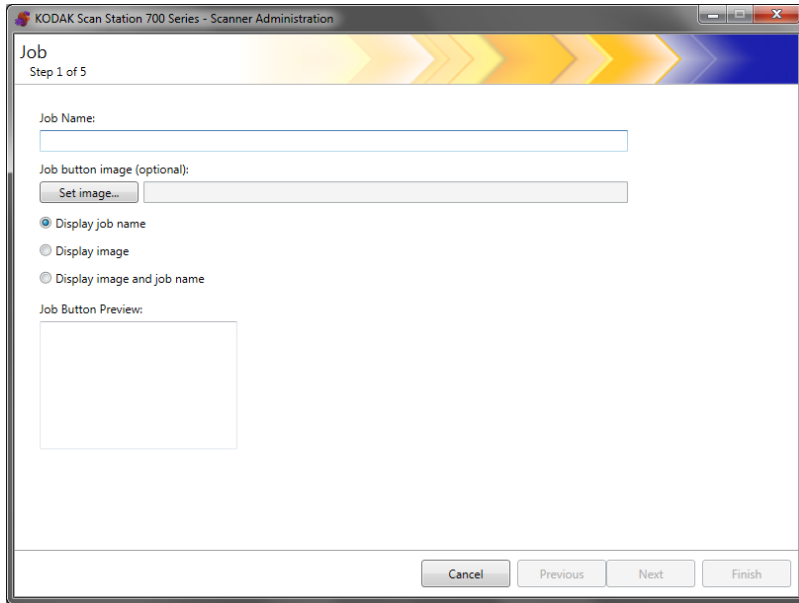 KODAK Scan Station 700 Series - Scanner Administration
Job
Step 1 of 5
Job Name:
Job button image (optional):
Set image...
Display job name
Display image
Display image and job name
Job Button Preview:
Cancel Previous Next Finish